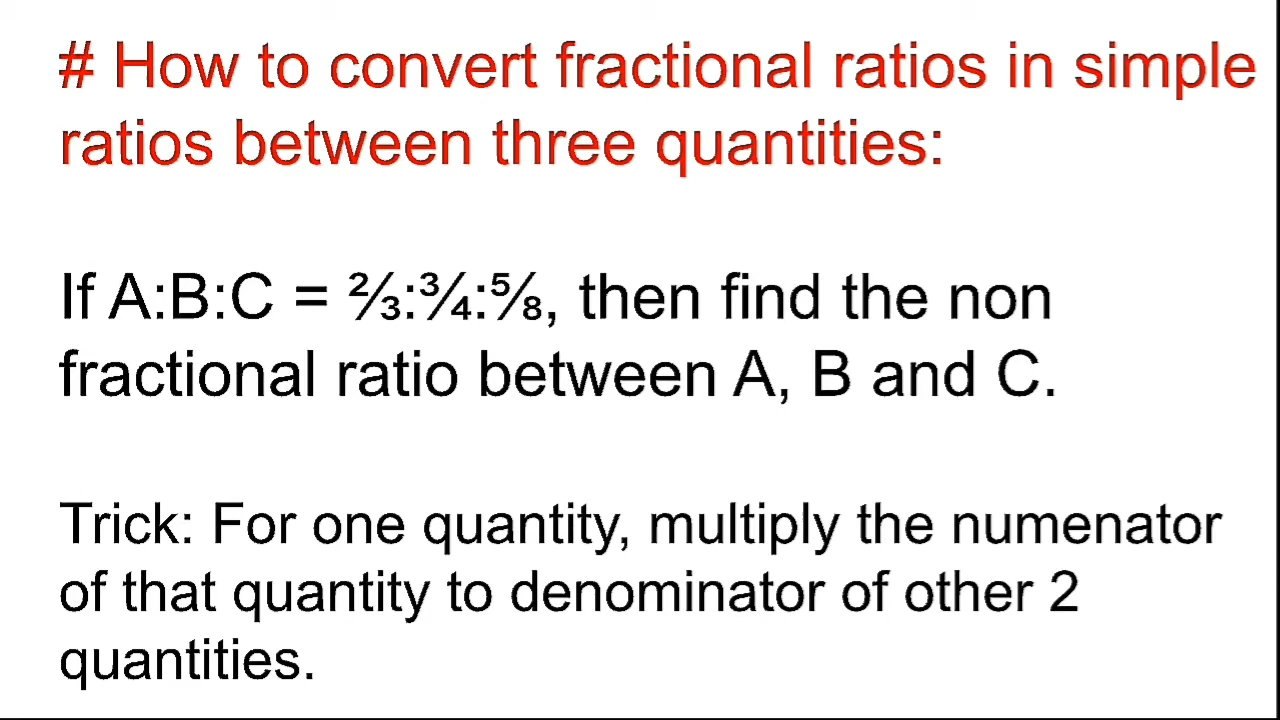 # How to convert fractional ratios in simple
ratios between three quantities:
If A:B:C = ⅔:¾:⅝, then find the non
fractional ratio between A, B and C.
Trick: For one quantity, multiply the numenator
of that quantity to denominator of other 2
quantities.